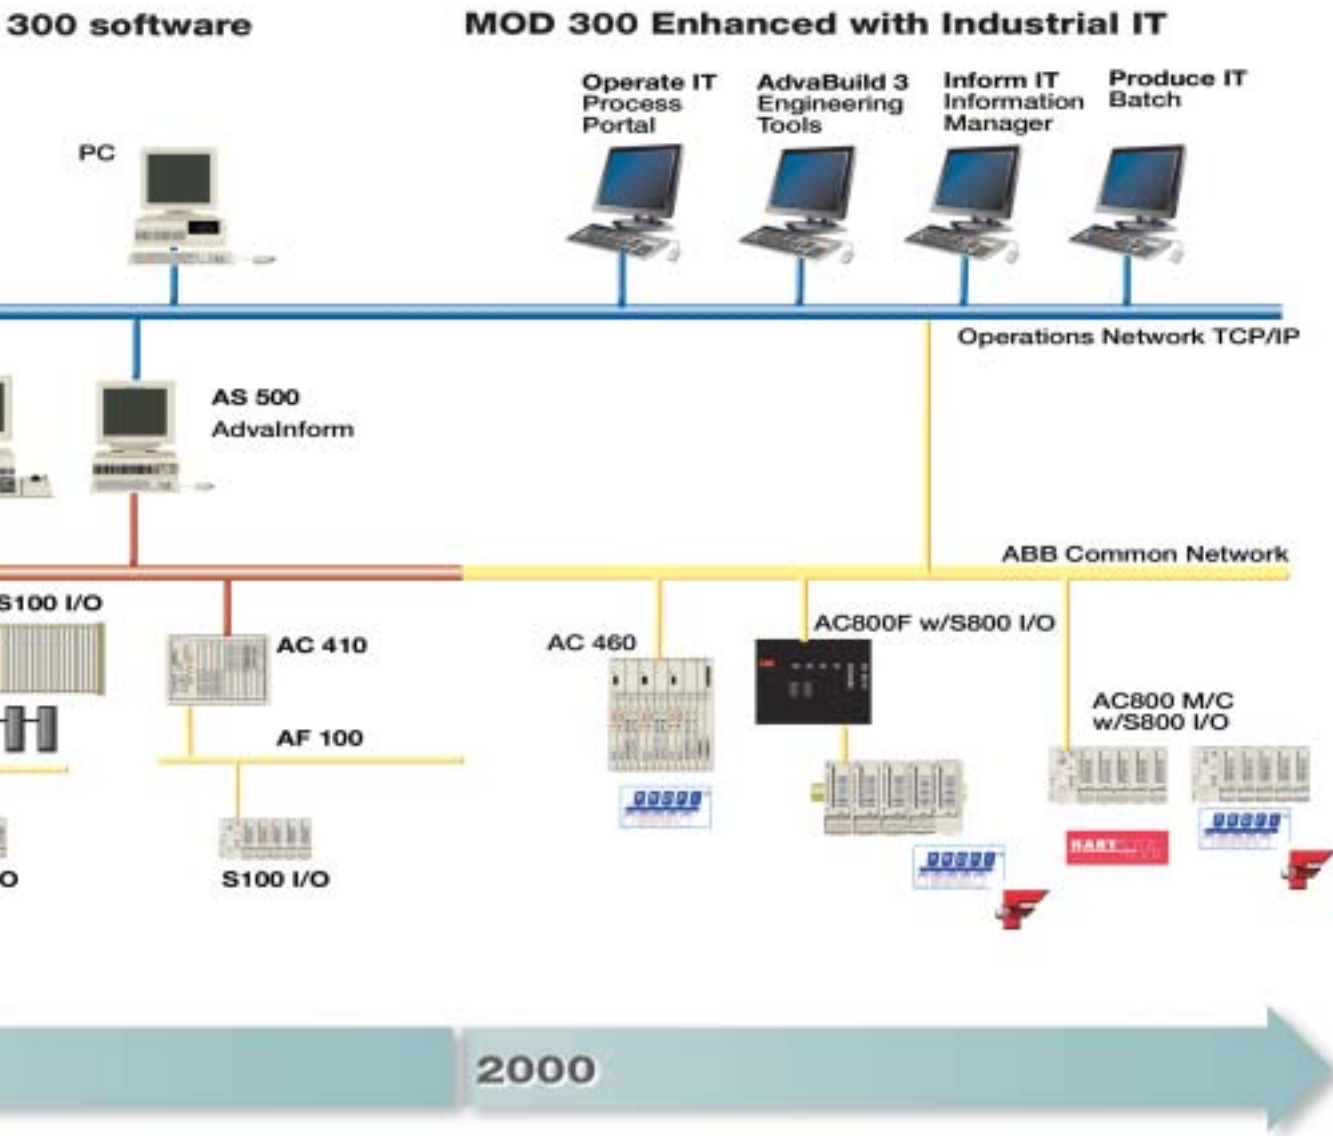 300 software
MOD 300 Enhanced with Industrial IT
Operate IT
Process
Portal
AdvaBuild 3
Engineering
Tools
Inform IT
Information
Manager
Produce IT
Batch
PC
Operations Network TCP/IP
AS 500
AdvaInform
ABB Common Network
S100 I/O
AC 410
AC 460
AC800F w/S800 I/O
AC800 M/C
w/S800 I/O
AF 100
HART
O
S100 I/O
2000